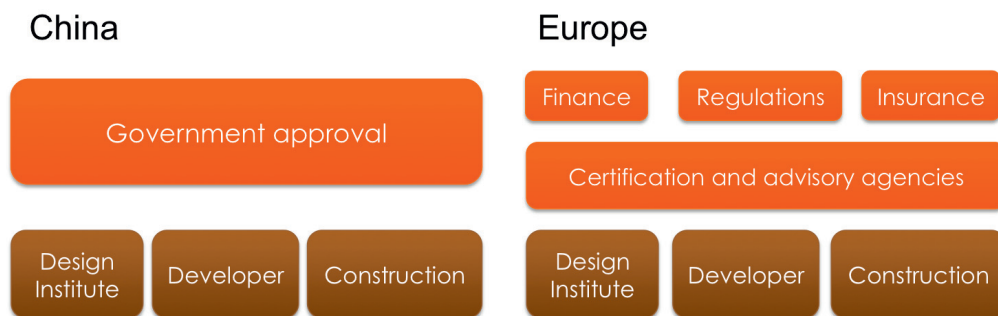 China
Government approval
Design
Institute
Developer
Construction
Europe
Finance
Regulations
Insurance
Certification and advisory agencies
Design
Institute
Developer
Construction